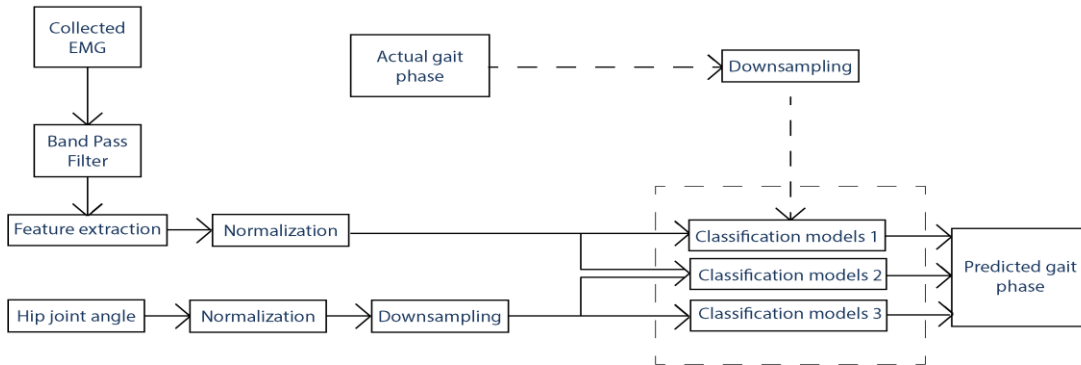 Collected
EMG
Actual gait
phase
Downsampling
Band Pass
Filter
Feature extraction
Normalization
Classification models 1
Classification models 2
Predicted gait
phase
Hip joint angle
Normalization
Downsampling
Classification models 3